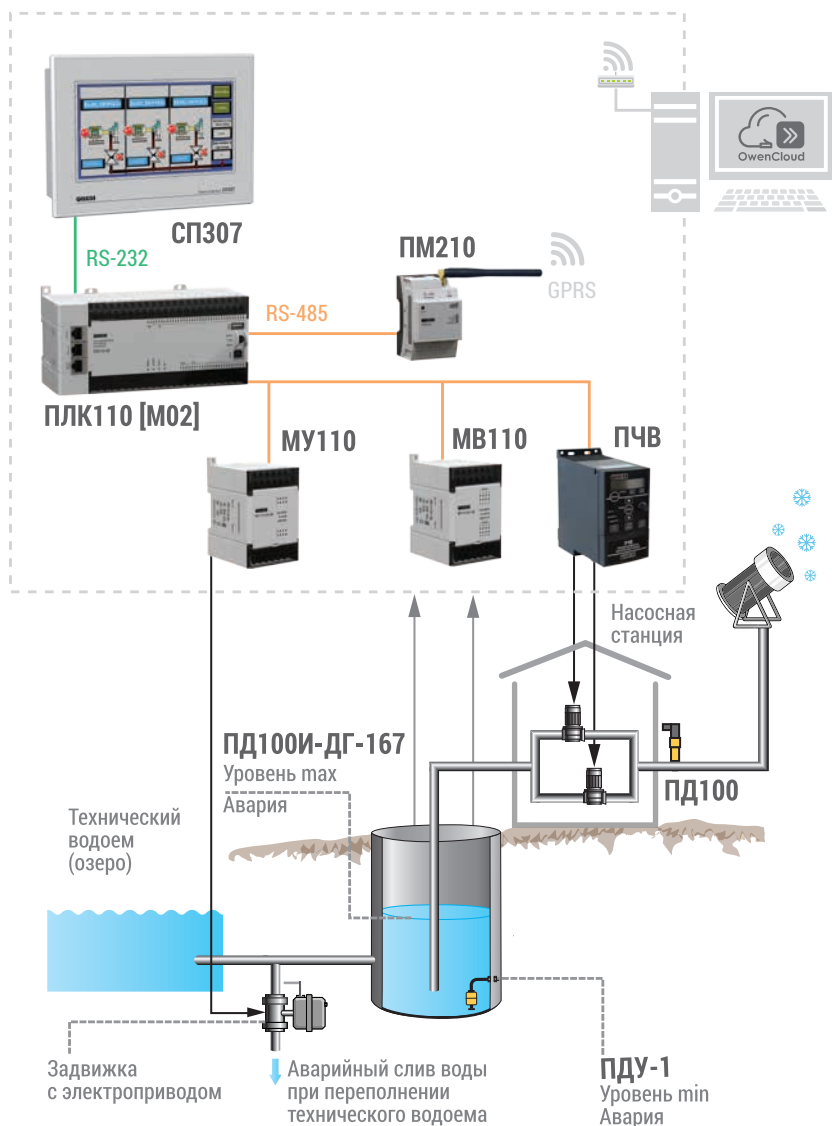 OwenCloud
СП307
RS-232
ПМ210
GPRS
RS-485
ПЛК110 [М02]
МУ110
МВ110
ПЧВ
Насосная
станция
ПД100И-ДГ-167
Уровень max
Авария
ПД100
Технический
водоем
(озеро)
Задвижка
с электроприводом
Аварийный слив воды
при переполнении
технического водоема
ПДУ-1
Уровень min
Авария